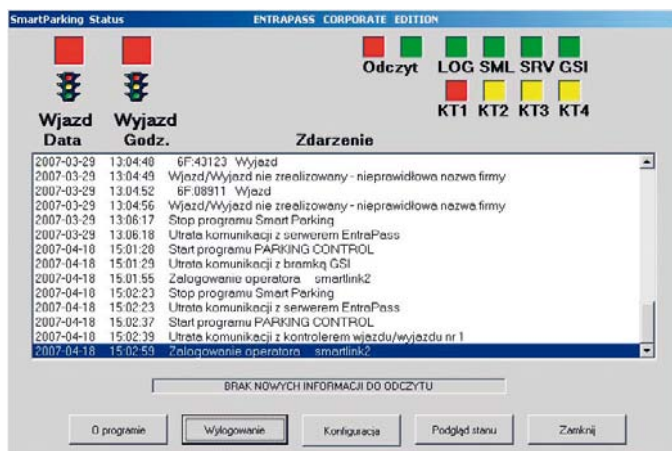 SmartParking Status ENTRAPASS CORPORATE EDITION
Odczyt LOG SML SRV GSI
KT1 KT2 KT3 KT4
Wjazd Wyjazd
Data Godz. Zdarzenie
2007-03-29 13:04:48 6F:43123 Wyjazd
2007-03-29 13:04:49 Wjazd/Wyjazd nie zrealizowany - nieprawidłowa nazwa firmy
2007-03-29 13:04:52 6F:08911 Wjazd
2007-03-29 13:04:56 Wjazd/Wyjazd nie zrealizowany - nieprawidłowa nazwa firmy
2007-03-29 13:06:17 Stop programu Smart Parking
2007-03-29 13:06:18 Utrata komunikacji z serwerem EntraPass
2007-04-18 15:01:28 Start programu PARKING CONTROL
2007-04-18 15:01:29 Utrata komunikacji z bramką GSI
2007-04-18 15:01:55 Zalogowanie operatora smartlink2
2007-04-18 15:02:23 Stop programu Smart Parking
2007-04-18 15:02:23 Utrata komunikacji z serwerem EntraPass
2007-04-18 15:02:37 Start programu PARKING CONTROL
2007-04-18 15:02:39 Utrata komunikacji z kontrolerem wjazdu/wyjazdu nr 1
2007-04-18 15:02:59 Zalogowanie operatora smartlink2
BRAK NOWYCH INFORMACJI DO ODCZYTU
O programie Wylogowanie Konfiguracja Podgląd stanu Zamknij